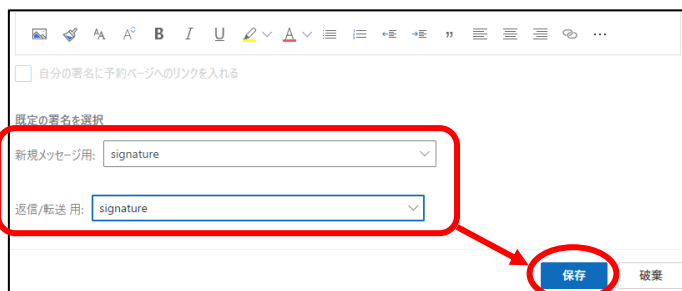 自分の署名に予約ページへのリンクを入れる
既定の署名を選択
新規メッセージ用: signature
返信/転送 用: signature
保存 破棄